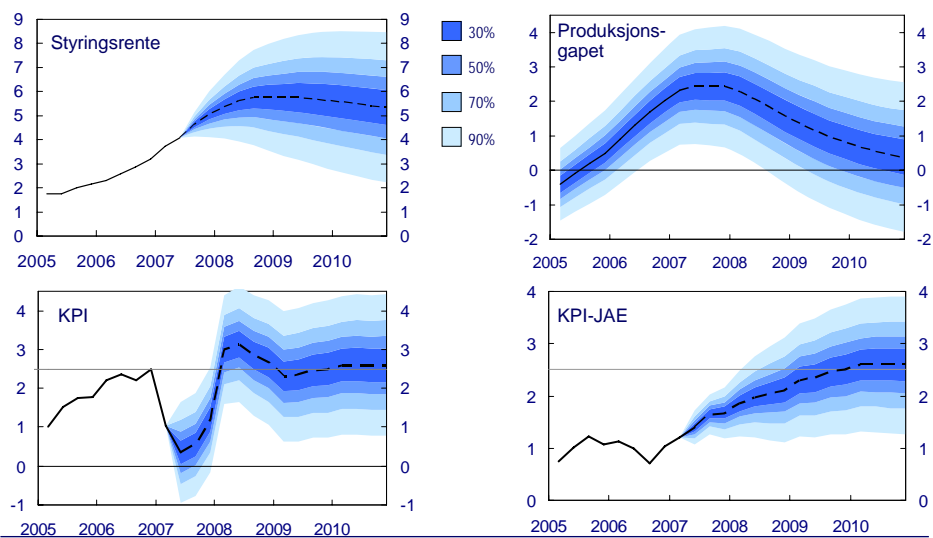 Styringsrente
9 8 7 6 5 4 3 2 1 0
9 8 7 6 5 4 3 2 1 0
2005 2006 2007 2008 2009 2010
30%
50%
70%
90%
Produksjons-
gapet
4 3 2 1 0 -1 -2
4 3 2 1 0 -1 -2
2005 2006 2007 2008 2009 2010
KPI
4 3 2 1 0 -1
4 3 2 1 0 -1
2005 2006 2007 2008 2009 2010
KPI-JAE
4 3 2 1 0
4 3 2 1 0
2005 2006 2007 2008 2009 2010